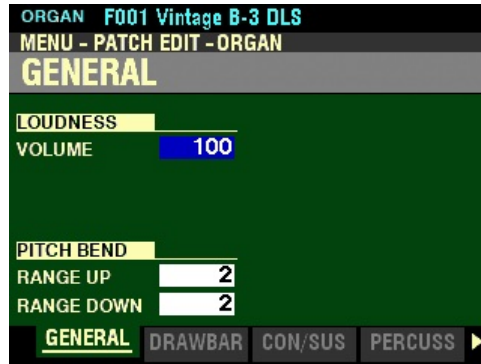 ORGAN F001 Vintage B-3 DLS
MENU - PATCH EDIT - ORGAN
GENERAL
LOUDNESS
VOLUME 100
PITCH BEND
RANGE UP 2
RANGE DOWN 2
GENERAL DRAWBAR CON/SUS PERCUSS